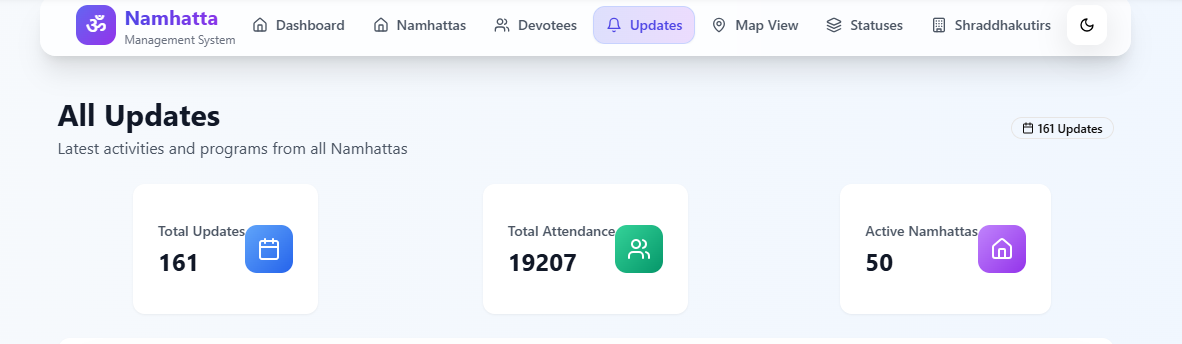 ॐ
Namhatta
Management System
Dashboard
Namhattas
Devotees
Updates
Map View
Statuses
Shraddhakutirs
All Updates
Latest activities and programs from all Namhattas
161 Updates
Total Updates
161
Total Attendance
19207
Active Namhattas
50